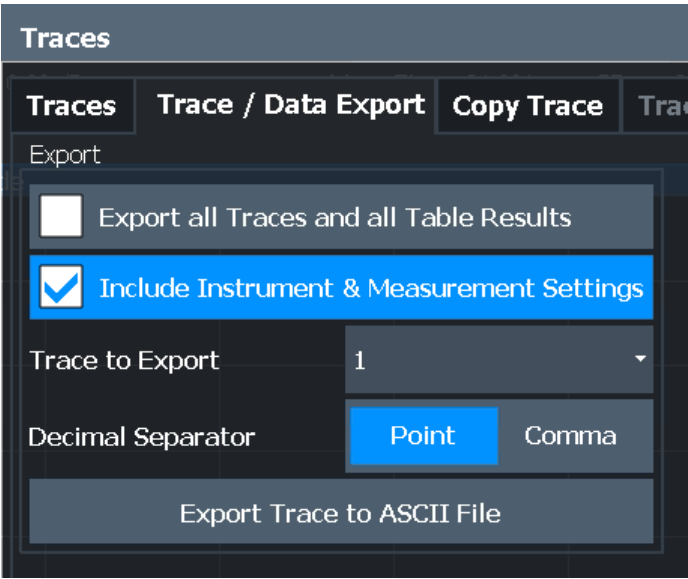 Traces
Traces Trace / Data Export Copy Trace
Export
Export all Traces and all Table Results
Include Instrument & Measurement Settings
Trace to Export 1
Decimal Separator Point Comma
Export Trace to ASCII File